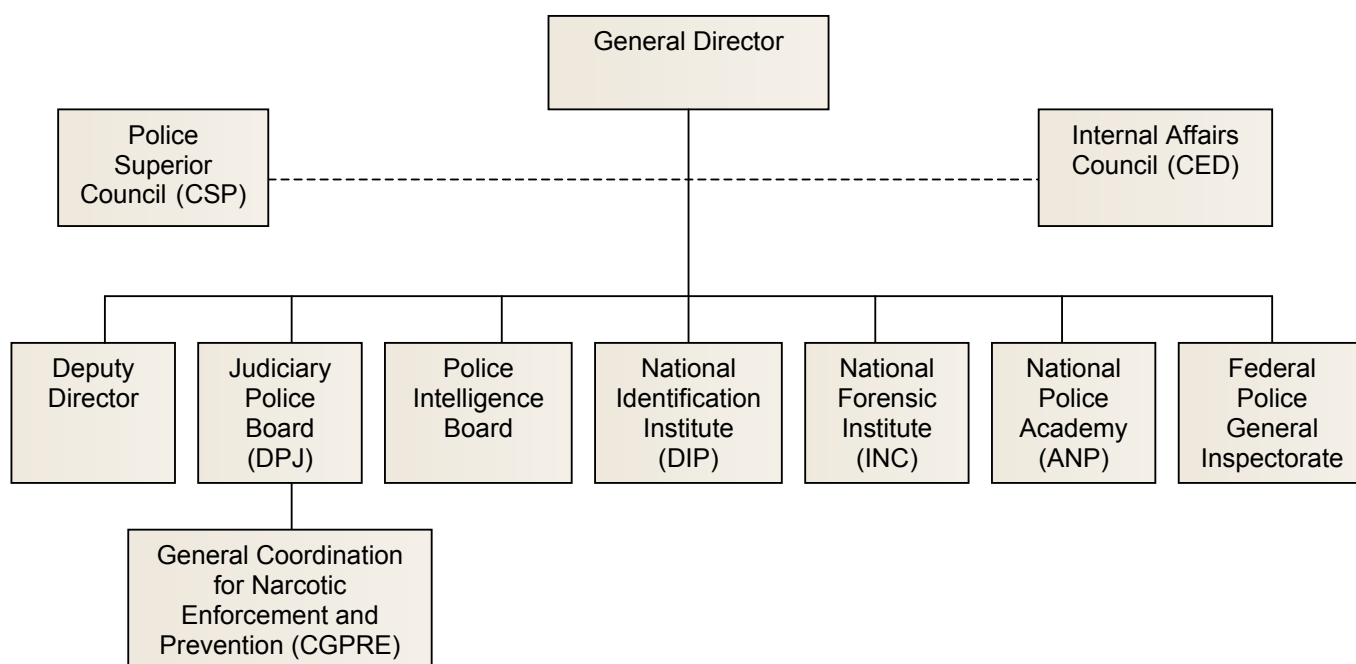 General Director
Police
Superior
Council (CSP)
Internal Affairs
Council (CED)
Deputy
Director
Judiciary
Police
Board
(DPJ)
Police
Intelligence
Board
National
Identification
Institute
(DIP)
National
Forensic
Institute
(INC)
National
Police
Academy
(ANP)
Federal
Police
General
Inspectorate
General Coordination
for Narcotic
Enforcement and
Prevention (CGPRE)